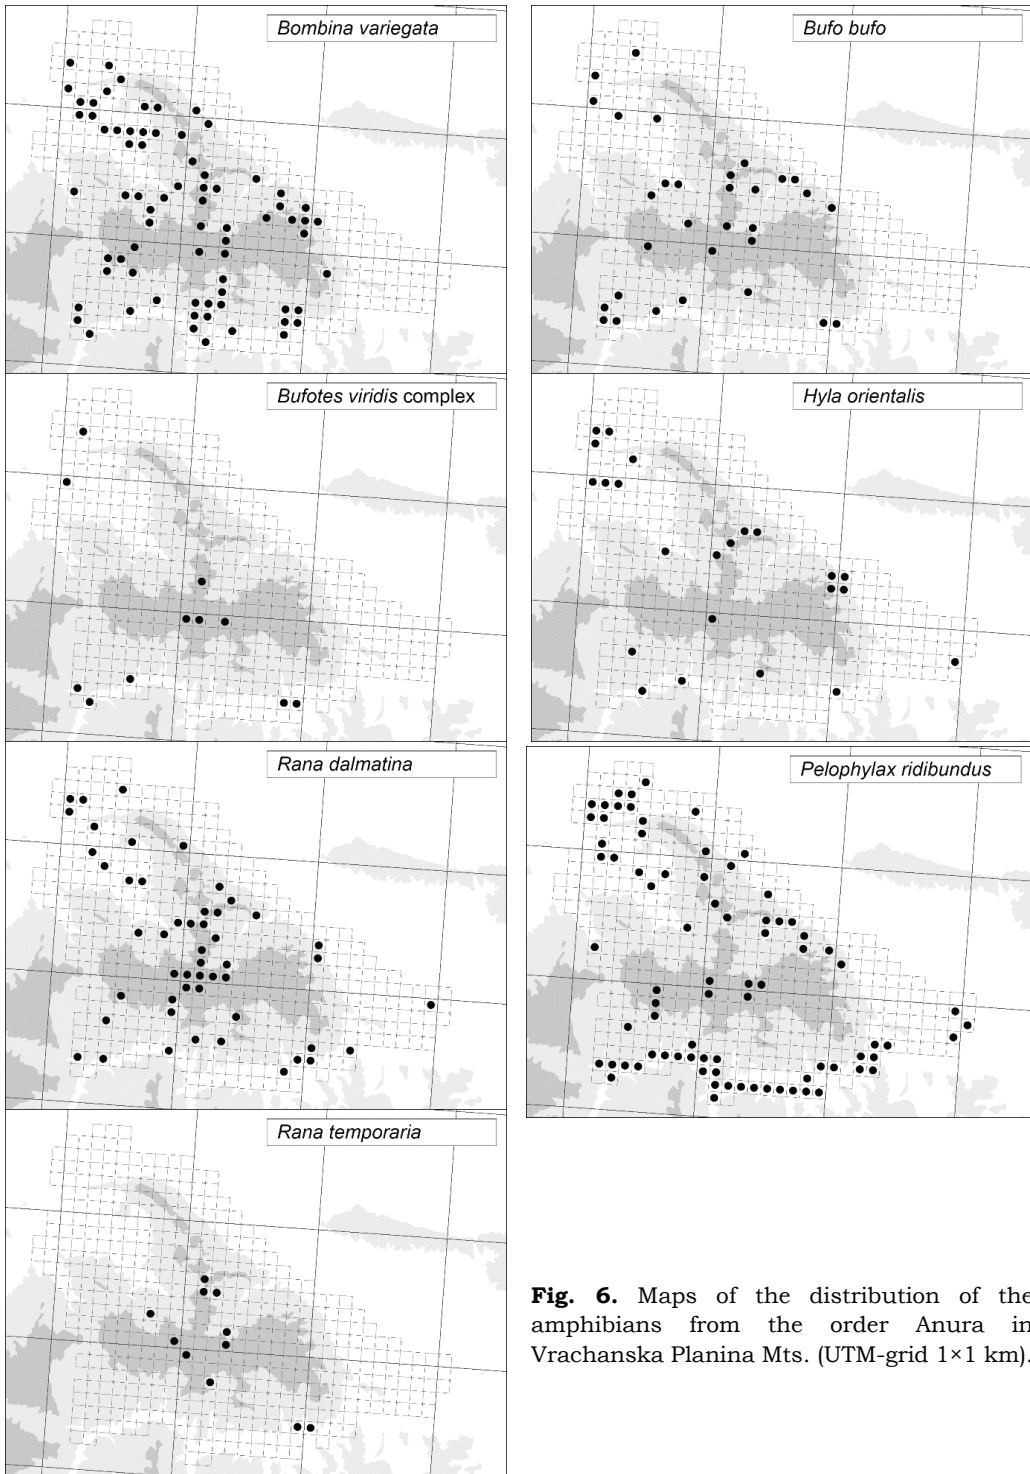 Bombina variegata
Bufo bufo
Bufotes viridis complex
Hyla orientalis
Rana dalmatina
Pelophylax ridibundus
Rana temporaria
Fig. 6. Maps of the distribution of the
amphibians from the order Anura in
Vrachanska Planina Mts. (UTM-grid 1×1 km).